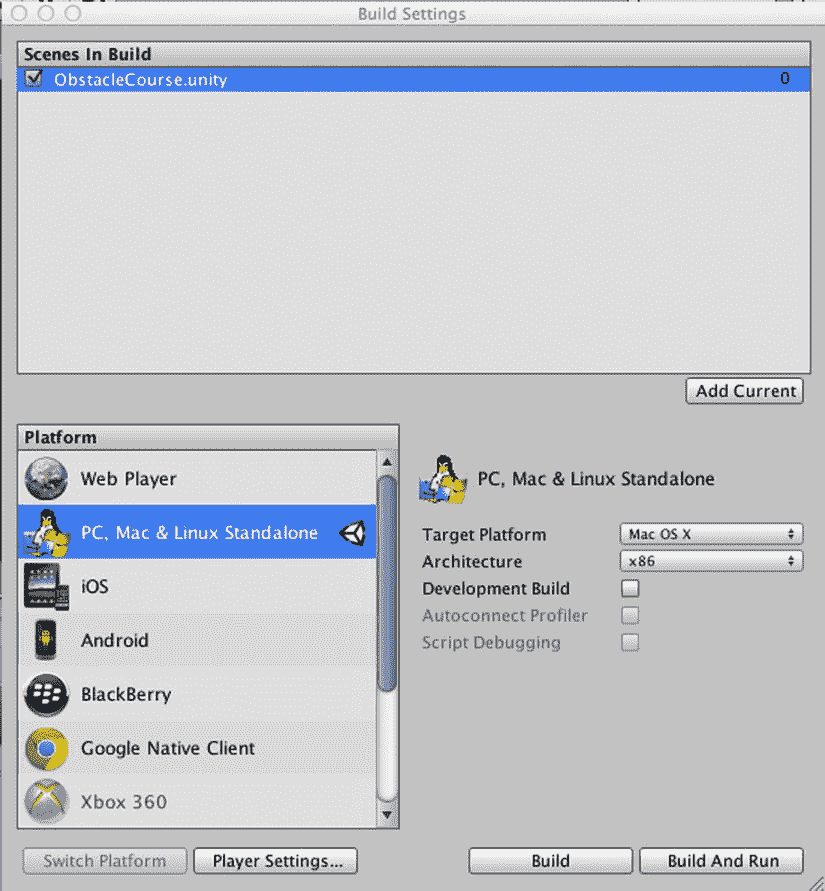 Build Settings
Scenes In Build
ObstacleCourse.unity 0
Add Current
Platform
Web Player
PC, Mac & Linux Standalone
iOS
Android
BlackBerry
Google Native Client
Xbox 360
PC, Mac & Linux Standalone
Target Platform Mac OS X
Architecture x86
Development Build
Autoconnect Profiler
Script Debugging
Switch Platform Player Settings... Build Build And Run